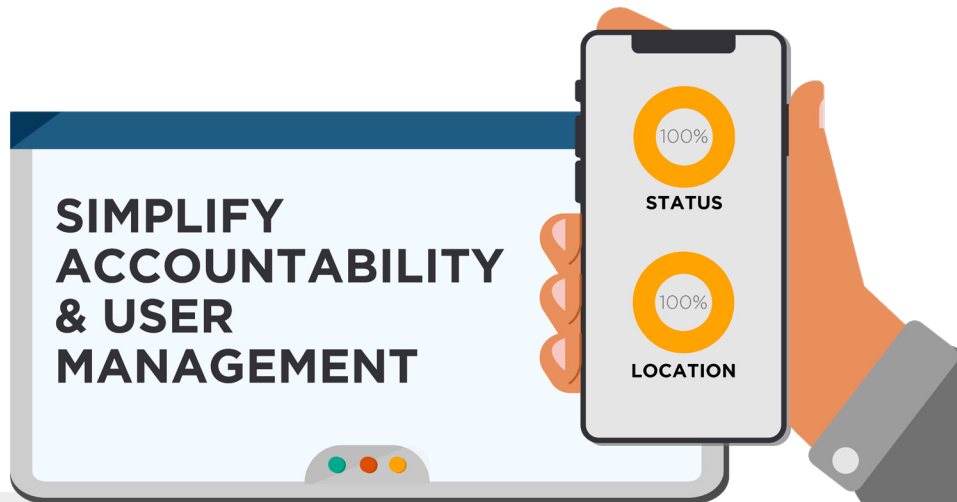 SIMPLIFY
ACCOUNTABILITY
& USER
MANAGEMENT
100%
STATUS
100%
LOCATION